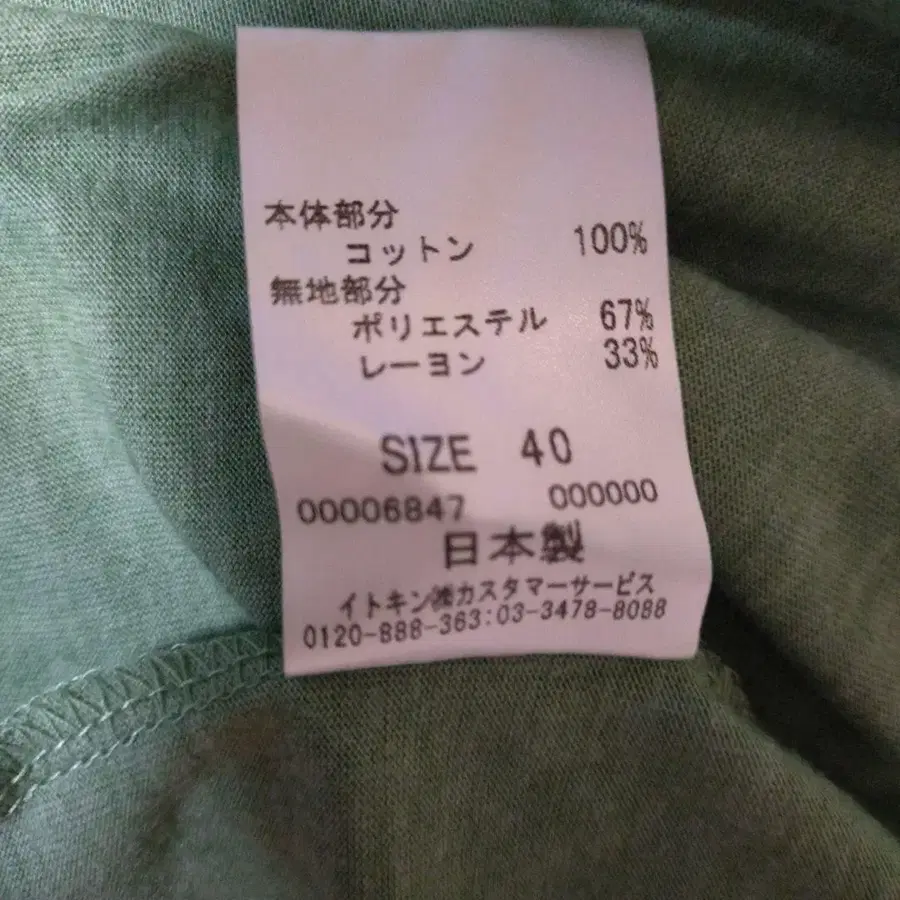 本体部分
コットン 100%
無地部分
ポリエステル 67%
レーヨン 33%
SIZE 40
00006847 000000
日本製
イトキン㈱カスタマーサービス
0120-888-363:03-3478-8088